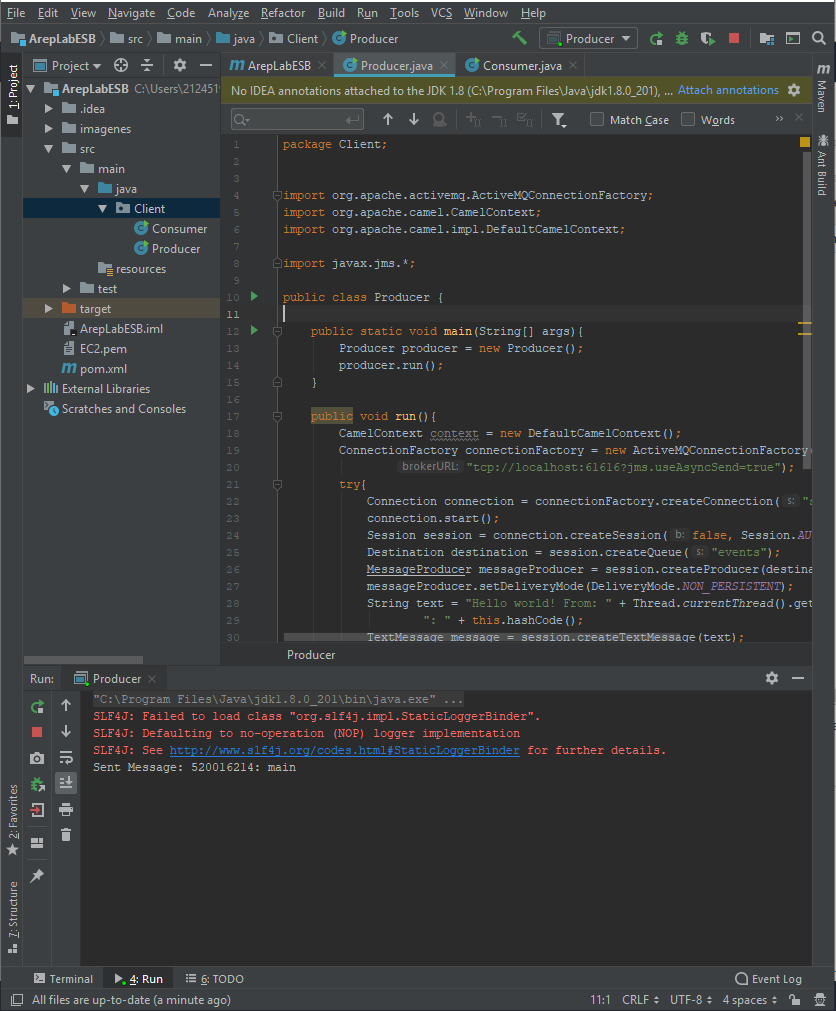 File Edit View Navigate Code Analyze Refactor Build Run Tools VCS Window Help
ArepLabESB src main java Client Producer Producer
1: Project
Project
ArepLabESB C:\Users\212451
.idea
imagenes
src
main
java
Client
Consumer
Producer
resources
test
target
ArepLabESB.iml
EC2.pem
pom.xml
External Libraries
Scratches and Consoles
ArepLabESB Producer.java Consumer.java
No IDEA annotations attached to the JDK 1.8 (C:\Program Files\Java\jdk1.8.0_201), ... Attach annotations
Match Case Words
1 package Client;
2
3
4 import org.apache.activemq.ActiveMQConnectionFactory;
5 import org.apache.camel.CamelContext;
6 import org.apache.camel.impl.DefaultCamelContext;
7
8 import javax.jms.*;
9
10 public class Producer {
11
12 public static void main(String[] args){
13 Producer producer = new Producer();
14 producer.run();
15 }
16
17 public void run(){
18 CamelContext context = new DefaultCamelContext();
19 ConnectionFactory connectionFactory = new ActiveMQConnectionFactory(
20 brokerURL: "tcp://localhost:61616?jms.useAsyncSend=true");
21 try{
22 Connection connection = connectionFactory.createConnection( s: "
23 connection.start();
24 Session session = connection.createSession( b: false, Session.AU
25 Destination destination = session.createQueue( s: "events");
26 MessageProducer messageProducer = session.createProducer(destina
27 messageProducer.setDeliveryMode(DeliveryMode.NON_PERSISTENT);
28 String text = "Hello world! From: " + Thread.currentThread().get
29 ": " + this.hashCode();
30 TextMessage message = session.createTextMessage(text);
Producer
Maven
Ant Build
Run: Producer
"C:\Program Files\Java\jdk1.8.0_201\bin\java.exe" ...
SLF4J: Failed to load class "org.slf4j.impl.StaticLoggerBinder".
SLF4J: Defaulting to no-operation (NOP) logger implementation
SLF4J: See http://www.slf4j.org/codes.html#StaticLoggerBinder for further details.
Sent Message: 520016214: main
2: Favorites
7: Structure
Terminal 4: Run 6: TODO Event Log
All files are up-to-date (a minute ago) 11:1 CRLF UTF-8 4 spaces